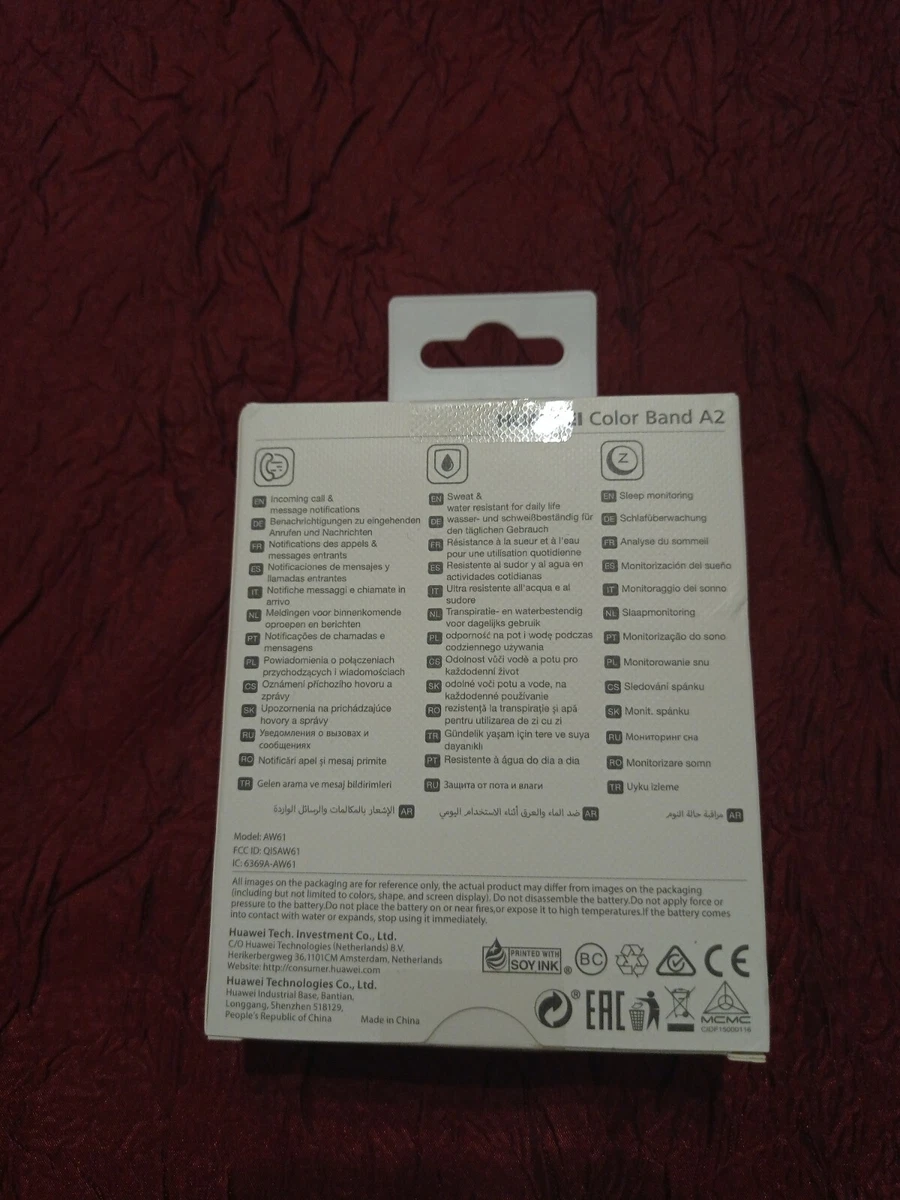 HUAWEI Color Band A2
EN Incoming call &
message notifications
DE Benachrichtigungen zu eingehenden
Anrufen und Nachrichten
FR Notifications des appels &
messages entrants
ES Notificaciones de mensajes y
llamadas entrantes
IT Notifiche messaggi e chiamate in
arrivo
NL Meldingen voor binnenkomende
oproepen en berichten
PT Notificações de chamadas e
mensagens
PL Powiadomienia o połączeniach
przychodzących i wiadomościach
CS Oznámení příchozího hovoru a
zprávy
SK Upozornenia na prichádzajúce
hovory a správy
RU Уведомления о вызовах и
сообщениях
RO Notificări apel și mesaj primite
TR Gelen arama ve mesaj bildirimleri
AR الإشعار بالمكالمات والرسائل الواردة
EN Sweat &
water resistant for daily life
DE wasser- und schweißbeständig für
den täglichen Gebrauch
FR Résistance à la sueur et à l'eau
pour une utilisation quotidienne
ES Resistente al sudor y al agua en
actividades cotidianas
IT Ultra resistente all'acqua e al
sudore
NL Transpiratie- en waterbestendig
voor dagelijks gebruik
PL odporność na pot i wodę podczas
codziennego używania
CS Odolnost vůči vodě a potu pro
každodenní život
SK odolné voči potu a vode, na
každodenné používanie
RO rezistență la transpirație și apă
pentru utilizarea de zi cu zi
TR Gündelik yaşam için tere ve suya
dayanıklı
PT Resistente à água do dia a dia
RU Защита от пота и влаги
AR ضد الماء والعرق أثناء الاستخدام اليومي
Z
EN Sleep monitoring
DE Schlafüberwachung
FR Analyse du sommeil
ES Monitorización del sueño
IT Monitoraggio del sonno
NL Slaapmonitoring
PT Monitorização do sono
PL Monitorowanie snu
CS Sledování spánku
SK Monit. spánku
RU Мониторинг сна
RO Monitorizare somn
TR Uyku izleme
AR مراقبة حالة النوم
Model: AW61
FCC ID: QISAW61
IC: 6369A-AW61
All images on the packaging are for reference only, the actual product may differ from images on the packaging
(including but not limited to colors, shape, and screen display). Do not disassemble the battery.Do not apply force or
pressure to the battery.Do not place the battery on or near fires,or expose it to high temperatures.If the battery comes
into contact with water or expands, stop using it immediately.
Huawei Tech. Investment Co., Ltd.
C/O Huawei Technologies (Netherlands) B.V.
Herikerbergweg 36,1101CM Amsterdam, Netherlands
Website: http://consumer.huawei.com
Huawei Technologies Co., Ltd.
Huawei Industrial Base, Bantian,
Longgang, Shenzhen 518129,
People's Republic of China
Made in China
PRINTED WITH
SOY INK ®
BC
CE
®
EAC
MCMC
CIDF15000116